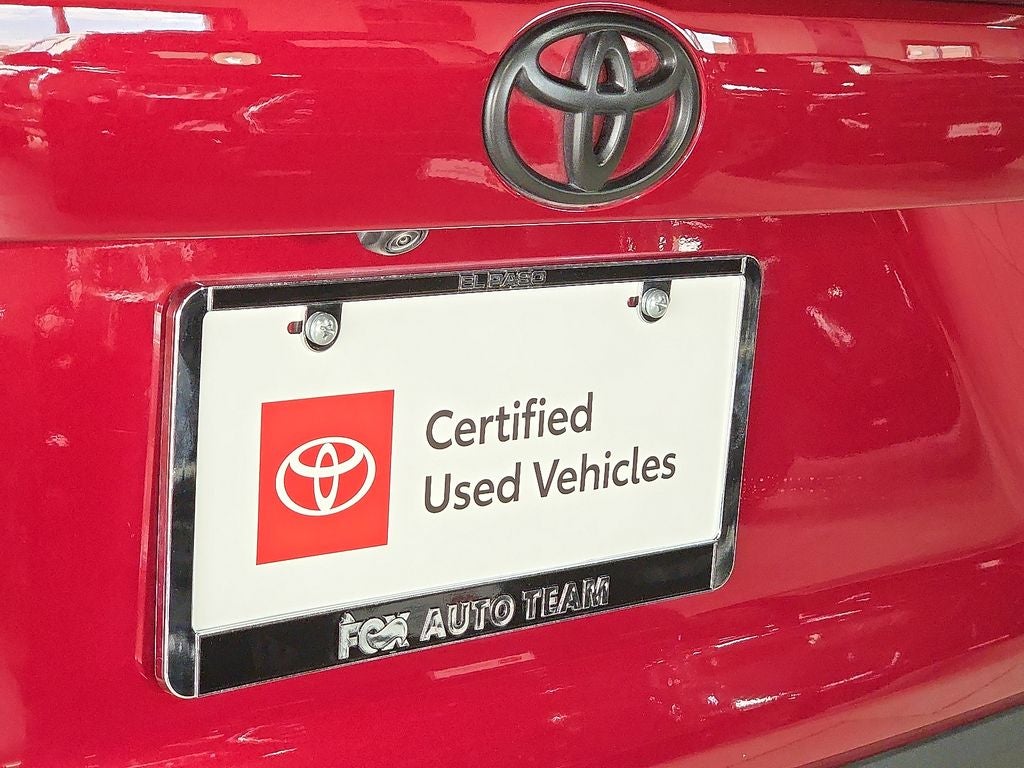 EL PASO
Certified
Used Vehicles
FOX AUTO TEAM